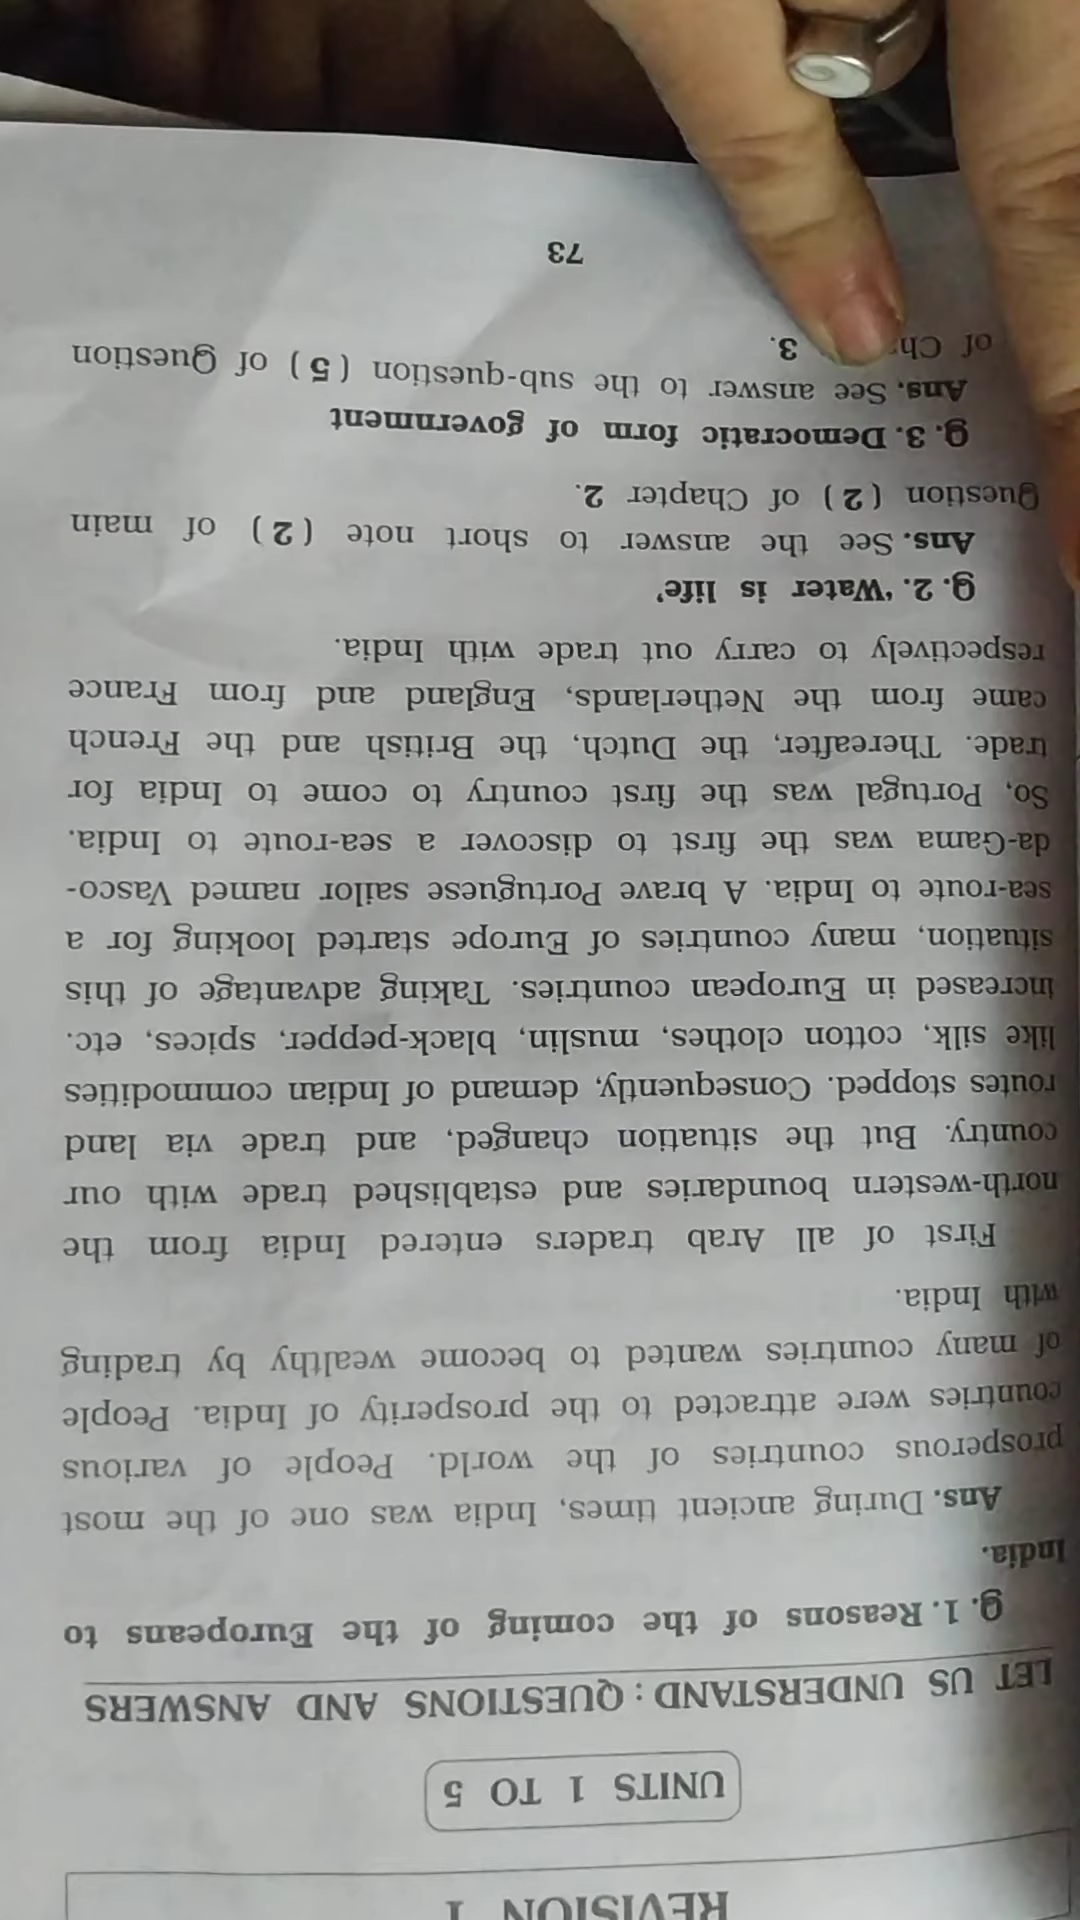 REVISION 1
UNITS 1 TO 5
LET US UNDERSTAND : QUESTIONS AND ANSWERS
Q. 1. Reasons of the coming of the Europeans to
India.
Ans. During ancient times, India was one of the most
prosperous countries of the world. People of various
countries were attracted to the prosperity of India. People
of many countries wanted to become wealthy by trading
with India.
First of all Arab traders entered India from the
north-western boundaries and established trade with our
country. But the situation changed, and trade via land
routes stopped. Consequently, demand of Indian commodities
like silk, cotton clothes, muslin, black-pepper, spices, etc.
increased in European countries. Taking advantage of this
situation, many countries of Europe started looking for a
sea-route to India. A brave Portuguese sailor named Vasco-
da-Gama was the first to discover a sea-route to India.
So, Portugal was the first country to come to India for
trade. Thereafter, the Dutch, the British and the French
came from the Netherlands, England and from France
respectively to carry out trade with India.
Q. 2. 'Water is life'
Ans. See the answer to short note (2) of main
Question (2) of Chapter 2.
Q. 3. Democratic form of government
Ans. See answer to the sub-question (5) of Question
of 3.
73